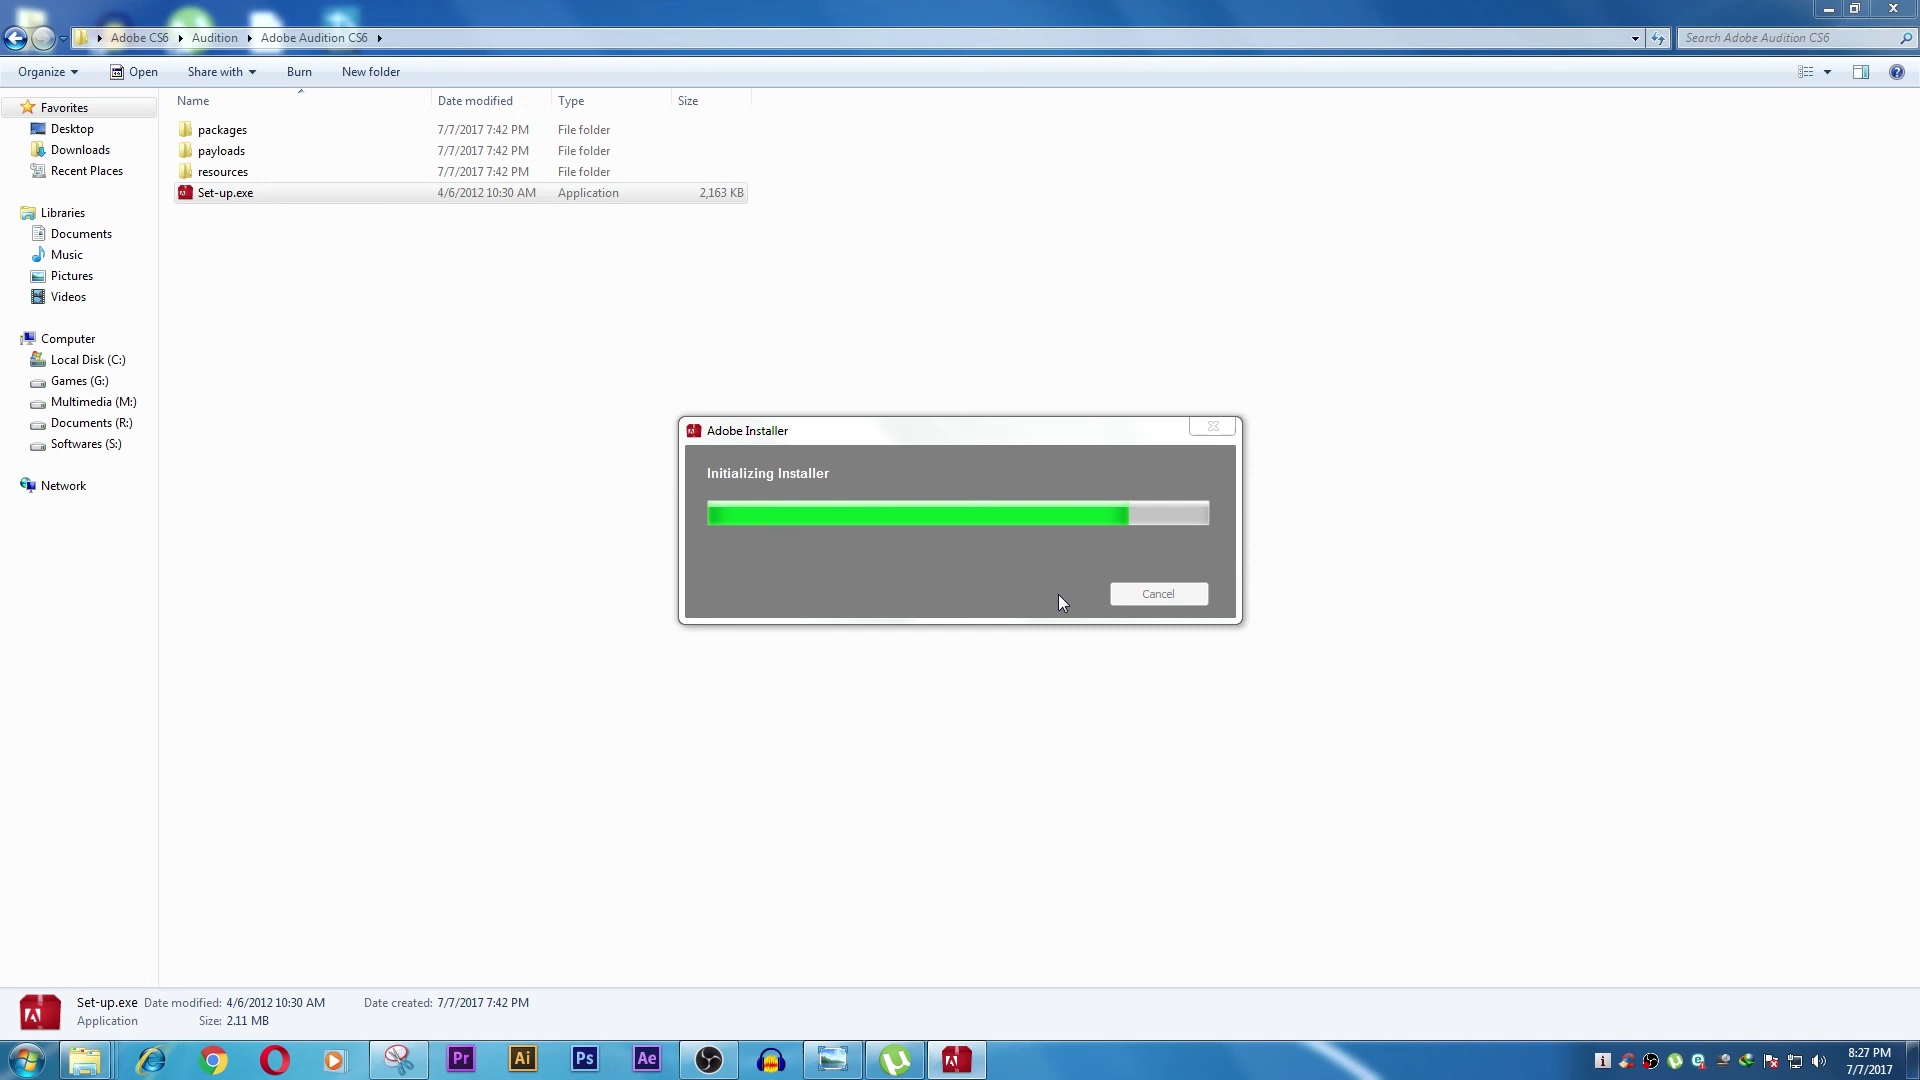 Adobe CS6 Audition Adobe Audition CS6
Search Adobe Audition CS6
Organize Open Share with Burn New folder
Name Date modified Type Size
Favorites
Desktop
Downloads
Recent Places
Libraries
Documents
Music
Pictures
Videos
Computer
Local Disk (C:)
Games (G:)
Multimedia (M:)
Documents (R:)
Softwares (S:)
Network
packages 7/7/2017 7:42 PM File folder
payloads 7/7/2017 7:42 PM File folder
resources 7/7/2017 7:42 PM File folder
Set-up.exe 4/6/2012 10:30 AM Application 2,163 KB
Adobe Installer
Initializing Installer
Cancel
Set-up.exe Date modified: 4/6/2012 10:30 AM Date created: 7/7/2017 7:42 PM
Application Size: 2.11 MB
Pr Ai Ps Ae
8:27 PM
7/7/2017